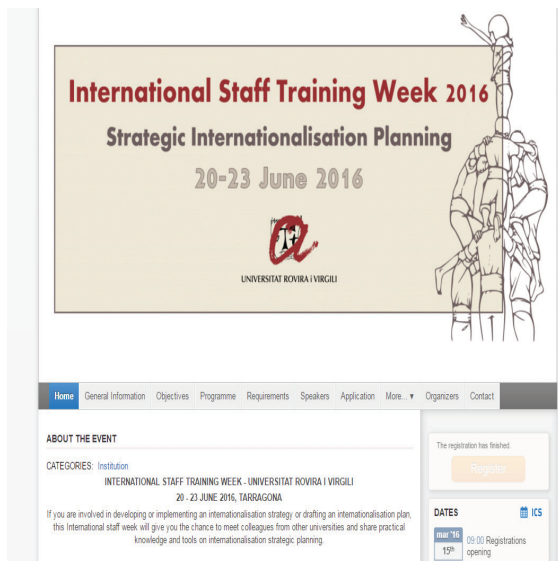 International Staff Training Week 2016
Strategic Internationalisation Planning
20-23 June 2016
UNIVERSITAT ROVIRA i VIRGILI
Home General Information Objectives Programme Requirements Speakers Application More... ▼ Organizers Contact
ABOUT THE EVENT
CATEGORIES: Institution
INTERNATIONAL STAFF TRAINING WEEK - UNIVERSITAT ROVIRA I VIRGILI
20 - 23 JUNE 2016, TARRAGONA
If you are involved in developing or implementing an internationalisation strategy or drafting an internationalisation plan,
this International staff week will give you the chance to meet colleagues from other universities and share practical
knowledge and tools on internationalisation strategic planning.
The registration has finished.
Register
DATES ICS
mar '16
15th
09:00 Registrations
opening